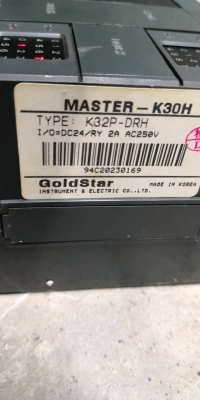 MASTER-K30H
TYPE: K32P-DRH
I/O=DC24/RY 2A AC250V
94C20230169
GoldStar MADE IN KOREA
INSTRUMENT & ELECTRIC CO.,LTD.